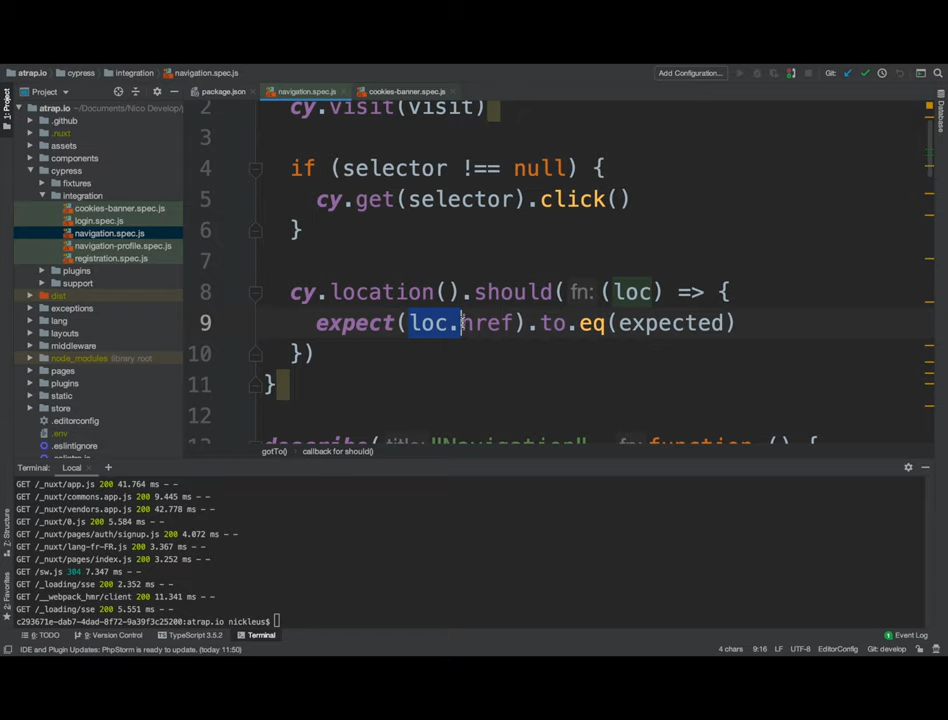 atrap.io cypress integration navigation.spec.js Add Configuration... Git:
1: Project Project package.json navigation.spec.js cookies-banner.spec.js Database
atrap.io ~/Documents/Nico Develop/
.github
.nuxt
assets
components
cypress
fixtures
integration
cookies-banner.spec.js
login.spec.js
navigation.spec.js
navigation-profile.spec.js
registration.spec.js
plugins
support
dist
exceptions
lang
layouts
middleware
node_modules library root
pages
plugins
static
store
.editorconfig
.env
.eslintignore
2 cy.visit(visit)
3
4 if (selector !== null) {
5 cy.get(selector).click()
6 }
7
8 cy.location().should( fn: (loc) => {
9 expect(loc.href).to.eq(expected)
10 })
11 }
12
describe( title: "Navigation", fn: function () {
gotTo() callback for should()
Terminal: Local +
GET /_nuxt/app.js 200 41.764 ms - -
GET /_nuxt/commons.app.js 200 9.445 ms - -
GET /_nuxt/vendors.app.js 200 42.778 ms - -
GET /_nuxt/0.js 200 5.584 ms - -
GET /_nuxt/pages/auth/signup.js 200 4.072 ms - -
GET /_nuxt/lang-fr-FR.js 200 3.367 ms - -
GET /_nuxt/pages/index.js 200 3.252 ms - -
GET /sw.js 304 7.347 ms - -
GET /_loading/sse 200 2.352 ms - -
GET /__webpack_hmr/client 200 11.341 ms - -
GET /_loading/sse 200 5.551 ms - -
c293671e-dab7-4dad-8f72-9a39f3c25200:atrap.io nickleus$
7: Structure
2: Favorites
6: TODO 9: Version Control TypeScript 3.5.2 Terminal Event Log
IDE and Plugin Updates: PhpStorm is ready to update. (today 11:50) 4 chars 9:16 LF UTF-8 EditorConfig Git: develop